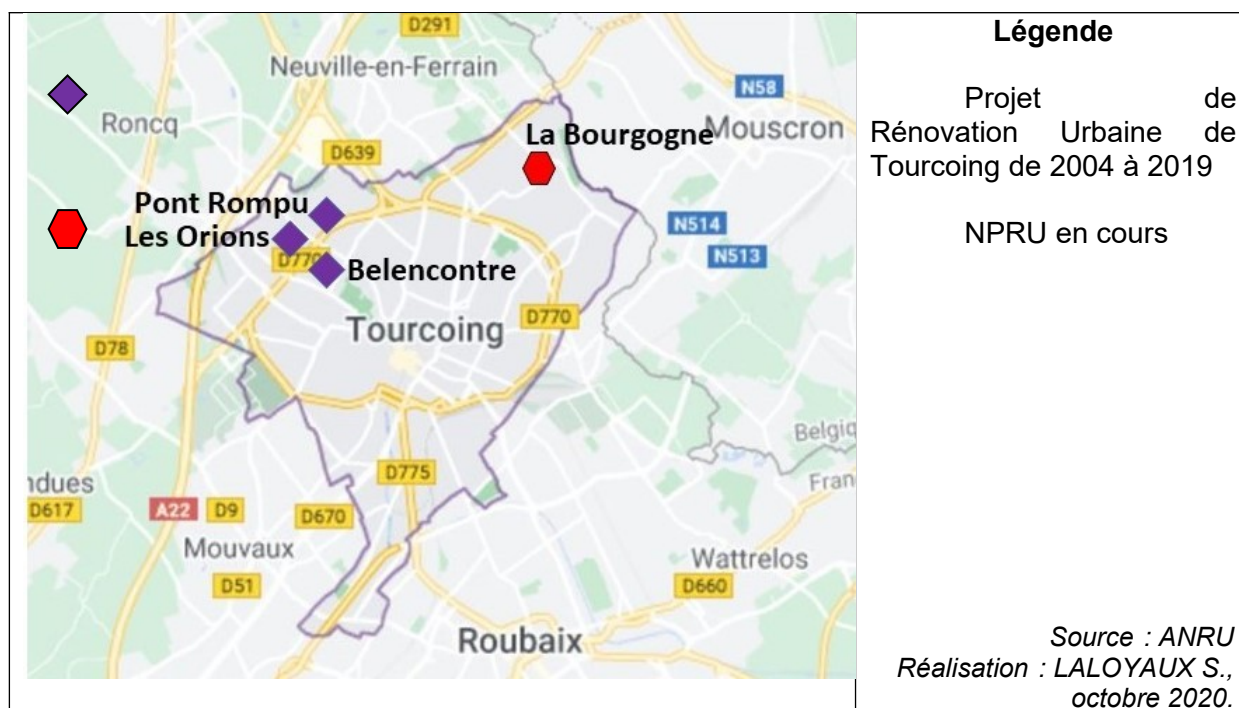 D291
Neuville-en-Ferrain
N58
Roncq
La Bourgogne
Mouscron
D639
Pont Rompu
N514
Les Orions
D770
N513
Belencontre
D770
Tourcoing
D78
Belgiq
D775
ndues
Fran
D617
A22
D9
D670
Mouvaux
Wattrelos
D51
D660
Roubaix
Légende
Projet de
Rénovation Urbaine de
Tourcoing de 2004 à 2019
NPRU en cours
Source : ANRU
Réalisation : LALOYAUX S.,
octobre 2020.